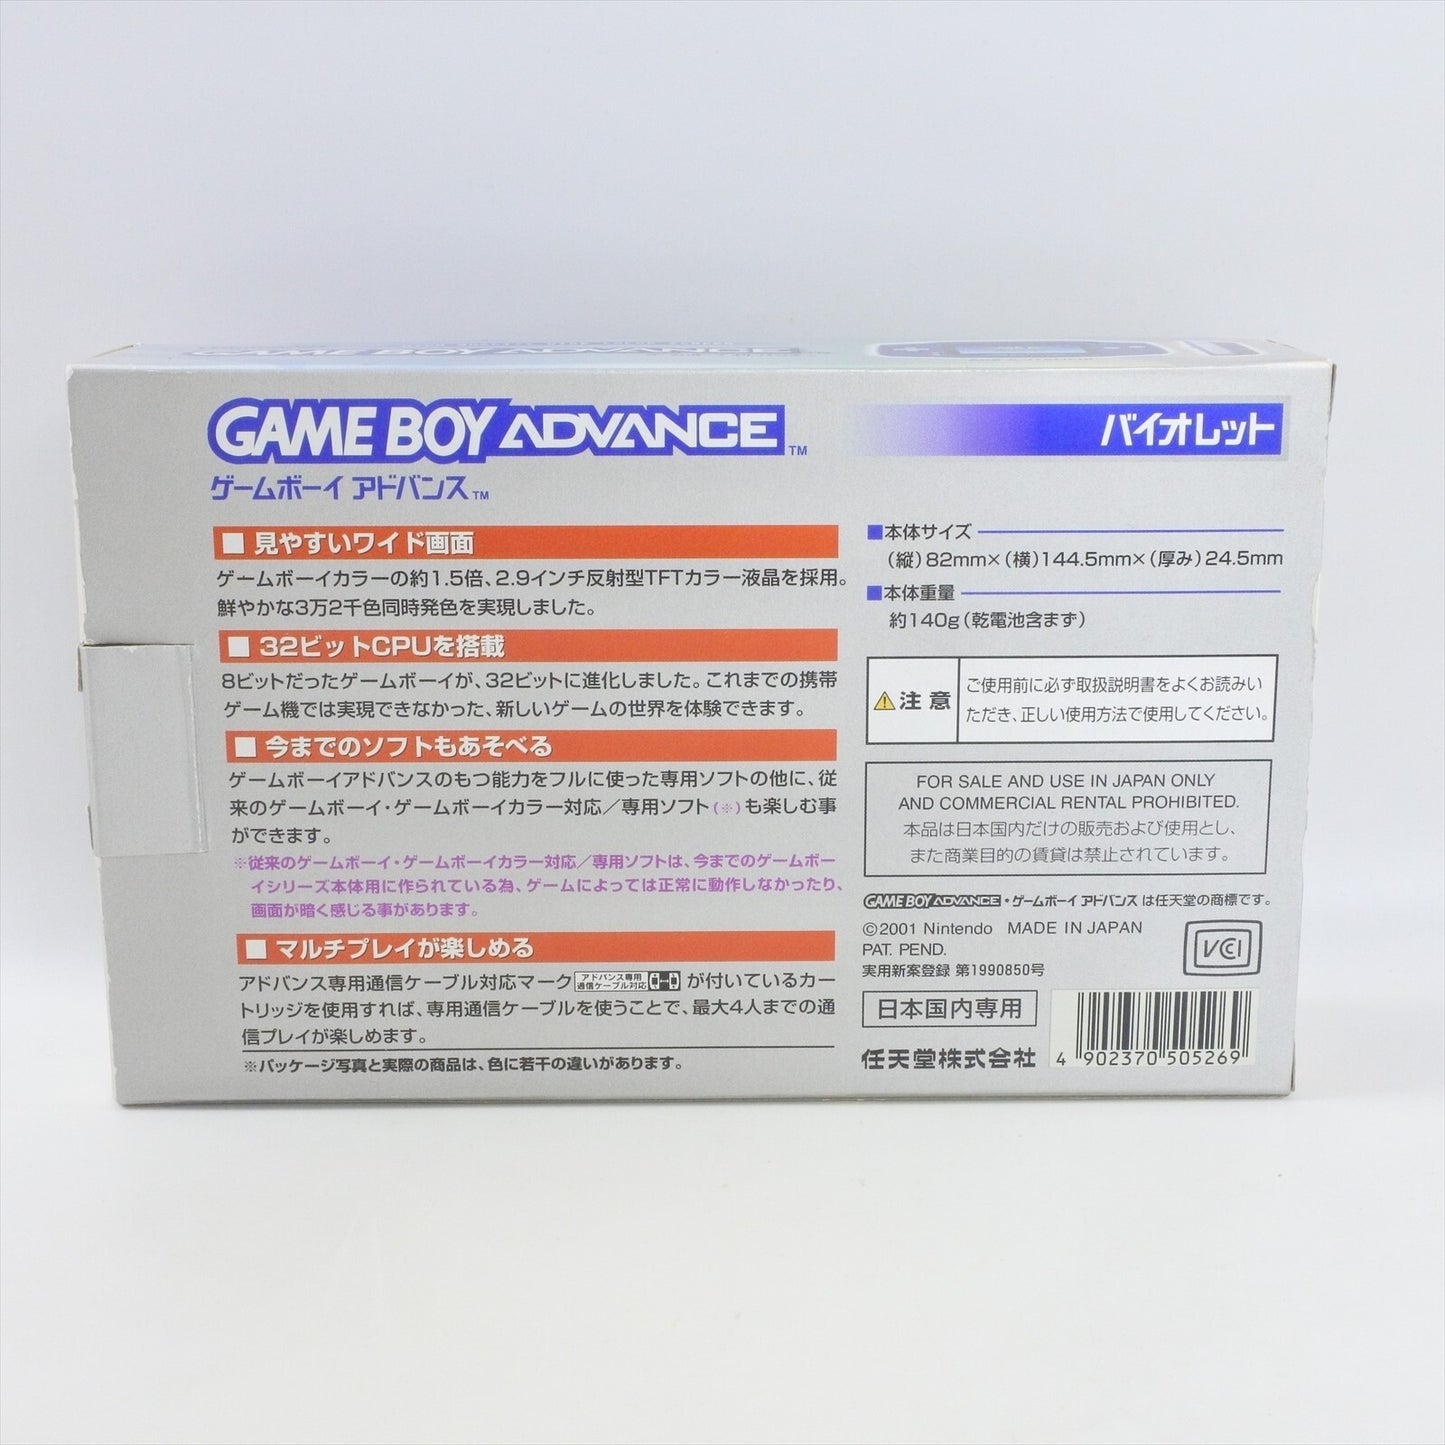 GAME BOY ADVANCE
GAME BOY ADVANCE™
ゲームボーイ アドバンス™
バイオレット
■ 見やすいワイド画面
ゲームボーイカラーの約1.5倍、2.9インチ反射型TFTカラー液晶を採用。
鮮やかな3万2千色同時発色を実現しました。
■ 32ビットCPUを搭載
8ビットだったゲームボーイが、32ビットに進化しました。これまでの携帯
ゲーム機では実現できなかった、新しいゲームの世界を体験できます。
■ 今までのソフトもあそべる
ゲームボーイアドバンスのもつ能力をフルに使った専用ソフトの他に、従
来のゲームボーイ・ゲームボーイカラー対応／専用ソフト(※)も楽しむ事
ができます。
※従来のゲームボーイ・ゲームボーイカラー対応／専用ソフトは、今までのゲームボー
イシリーズ本体用に作られている為、ゲームによっては正常に動作しなかったり、
画面が暗く感じる事があります。
■ マルチプレイが楽しめる
アドバンス専用通信ケーブル対応マーク アドバンス専用 通信ケーブル対応 が付いているカー
トリッジを使用すれば、専用通信ケーブルを使うことで、最大4人までの通
信プレイが楽しめます。
※パッケージ写真と実際の商品は、色に若干の違いがあります。
■本体サイズ
（縦）82mm×（横）144.5mm×（厚み）24.5mm
■本体重量
約140g（乾電池含まず）
注意
ご使用前に必ず取扱説明書をよくお読みい
ただき、正しい使用方法で使用してください。
FOR SALE AND USE IN JAPAN ONLY
AND COMMERCIAL RENTAL PROHIBITED.
本品は日本国内だけの販売および使用とし、
また商業目的の賃貸は禁止されています。
GAME BOY ADVANCE・ゲームボーイ アドバンス は任天堂の商標です。
©2001 Nintendo MADE IN JAPAN
PAT. PEND.
実用新案登録 第1990850号
VCI
日本国内専用
任天堂株式会社
4 902370 505269